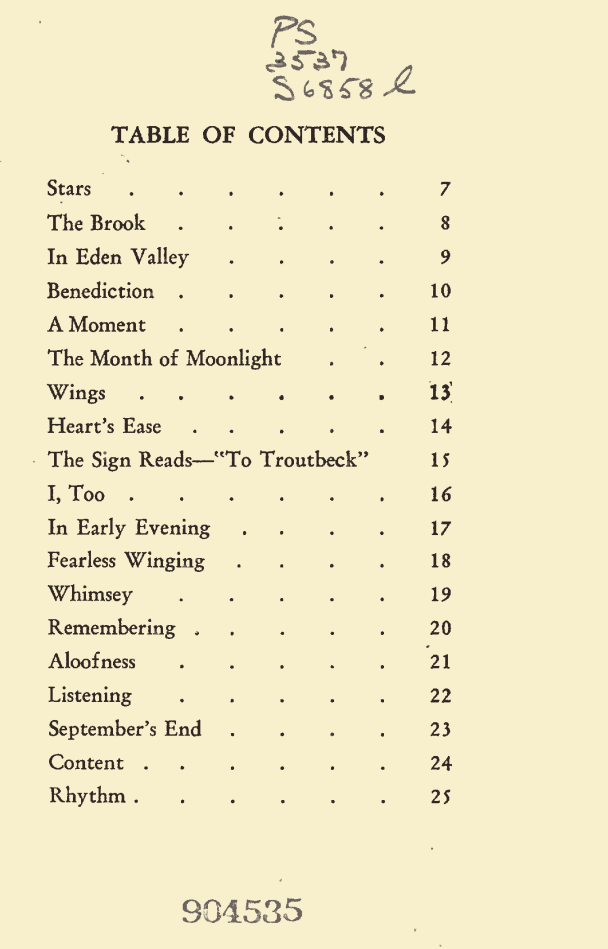 PS
3537
S6858l
TABLE OF CONTENTS
Stars . . . . . . 7
The Brook . . . . . 8
In Eden Valley . . . . 9
Benediction . . . . . 10
A Moment . . . . . 11
The Month of Moonlight . . 12
Wings . . . . . . 13
Heart's Ease . . . . . 14
The Sign Reads—"To Troutbeck" 15
I, Too . . . . . . 16
In Early Evening . . . . 17
Fearless Winging . . . . 18
Whimsey . . . . . 19
Remembering . . . . . 20
Aloofness . . . . . 21
Listening . . . . . 22
September's End . . . . 23
Content . . . . . . 24
Rhythm . . . . . . 25
904535